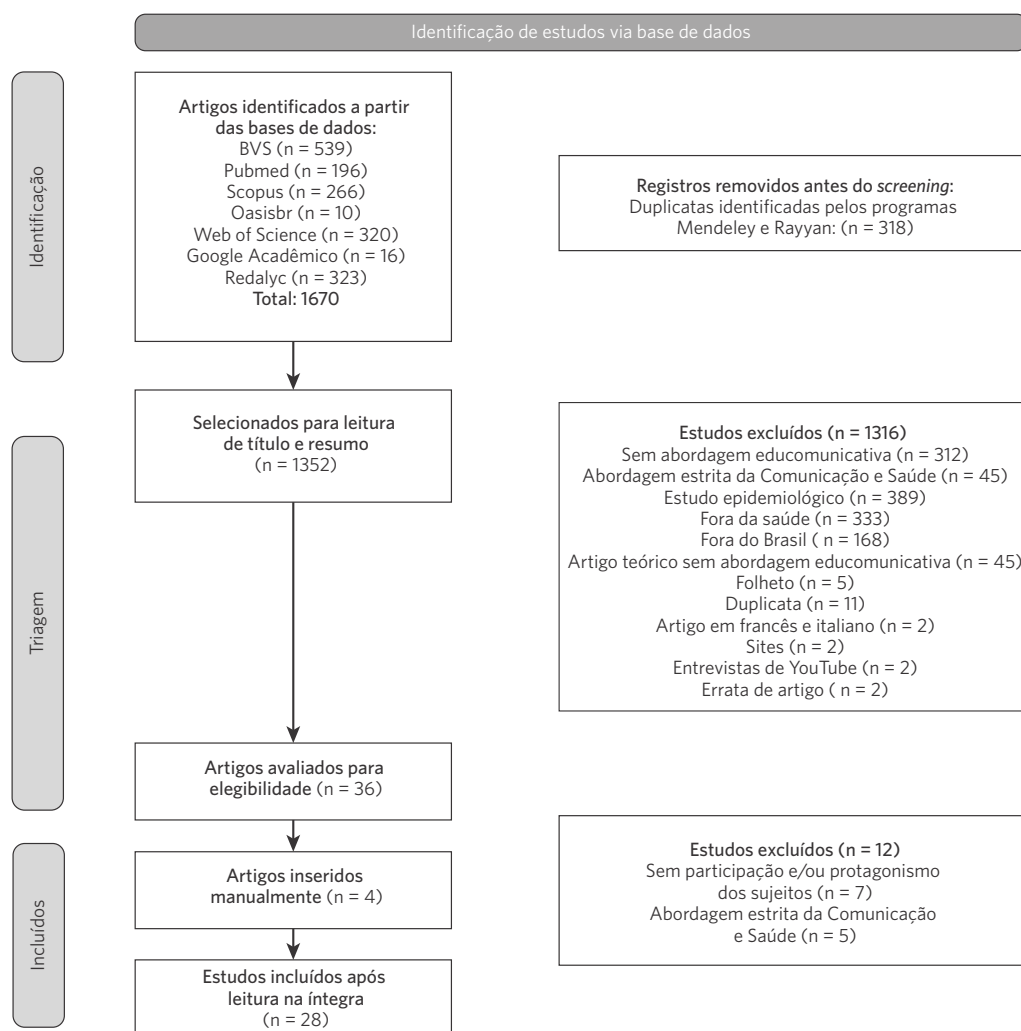 Identificação de estudos via base de dados
Identificação
Artigos identificados a partir
das bases de dados:
BVS (n = 539)
Pubmed (n = 196)
Scopus (n = 266)
Oasisbr (n = 10)
Web of Science (n = 320)
Google Acadêmico (n = 16)
Redalyc (n = 323)
Total: 1670
Registros removidos antes do screening:
Duplicatas identificadas pelos programas
Mendeley e Rayyan: (n = 318)
Triagem
Selecionados para leitura
de título e resumo
(n = 1352)
Estudos excluídos (n = 1316)
Sem abordagem educomunicativa (n = 312)
Abordagem estrita da Comunicação e Saúde (n = 45)
Estudo epidemiológico (n = 389)
Fora da saúde (n = 333)
Fora do Brasil ( n = 168)
Artigo teórico sem abordagem educomunicativa (n = 45)
Folheto (n = 5)
Duplicata (n = 11)
Artigo em francês e italiano (n = 2)
Sites (n = 2)
Entrevistas de YouTube (n = 2)
Errata de artigo ( n = 2)
Artigos avaliados para
elegibilidade (n = 36)
Incluídos
Artigos inseridos
manualmente (n = 4)
Estudos excluídos (n = 12)
Sem participação e/ou protagonismo
dos sujeitos (n = 7)
Abordagem estrita da Comunicação
e Saúde (n = 5)
Estudos incluídos após
leitura na íntegra
(n = 28)